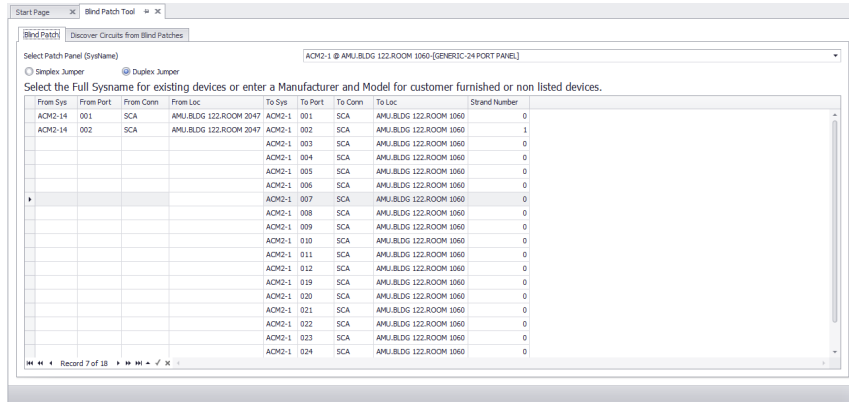 Start Page Blind Patch Tool
Blind Patch Discover Circuits from Blind Patches
Select Patch Panel (SysName) ACM2-1 @ AMU.BLDG 122.ROOM 1060-[GENERIC-24 PORT PANEL]
Simplex Jumper Duplex Jumper
Select the Full Sysname for existing devices or enter a Manufacturer and Model for customer furnished or non listed devices.
From Sys From Port From Conn From Loc To Sys To Port To Conn To Loc Strand Number
ACM2-14 001 SCA AMU.BLDG 122.ROOM 2047 ACM2-1 001 SCA AMU.BLDG 122.ROOM 1060 0
ACM2-14 002 SCA AMU.BLDG 122.ROOM 2047 ACM2-1 002 SCA AMU.BLDG 122.ROOM 1060 1
ACM2-1 003 SCA AMU.BLDG 122.ROOM 1060 0
ACM2-1 004 SCA AMU.BLDG 122.ROOM 1060 0
ACM2-1 005 SCA AMU.BLDG 122.ROOM 1060 0
ACM2-1 006 SCA AMU.BLDG 122.ROOM 1060 0
ACM2-1 007 SCA AMU.BLDG 122.ROOM 1060 0
ACM2-1 008 SCA AMU.BLDG 122.ROOM 1060 0
ACM2-1 009 SCA AMU.BLDG 122.ROOM 1060 0
ACM2-1 010 SCA AMU.BLDG 122.ROOM 1060 0
ACM2-1 011 SCA AMU.BLDG 122.ROOM 1060 0
ACM2-1 012 SCA AMU.BLDG 122.ROOM 1060 0
ACM2-1 019 SCA AMU.BLDG 122.ROOM 1060 0
ACM2-1 020 SCA AMU.BLDG 122.ROOM 1060 0
ACM2-1 021 SCA AMU.BLDG 122.ROOM 1060 0
ACM2-1 022 SCA AMU.BLDG 122.ROOM 1060 0
ACM2-1 023 SCA AMU.BLDG 122.ROOM 1060 0
ACM2-1 024 SCA AMU.BLDG 122.ROOM 1060 0
Record 7 of 18